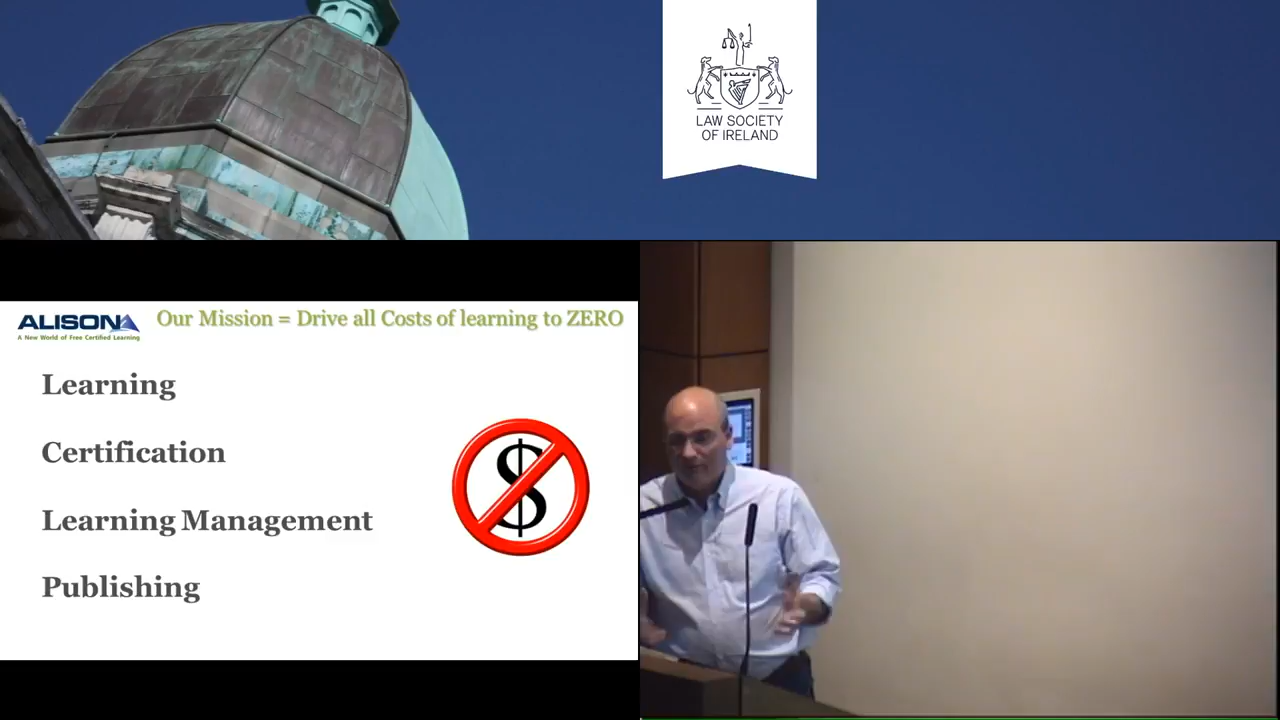 LAW SOCIETY
OF IRELAND
ALISON
A New World of Free Certified Learning
Our Mission = Drive all Costs of learning to ZERO
Learning
Certification
Learning Management
Publishing